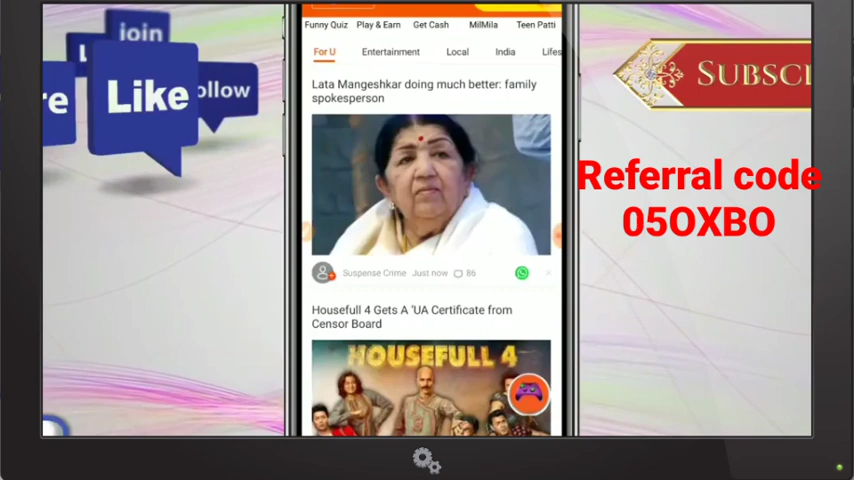 join
L
re
Like
ollow
Funny Quiz Play & Earn Get Cash MilMila Teen Patti
For U Entertainment Local India Lifes
Lata Mangeshkar doing much better: family
spokesperson
Suspense Crime Just now 86
Housefull 4 Gets A 'UA Certificate from
Censor Board
HOUSEFULL 4
SUBSCI
Referral code
05OXBO